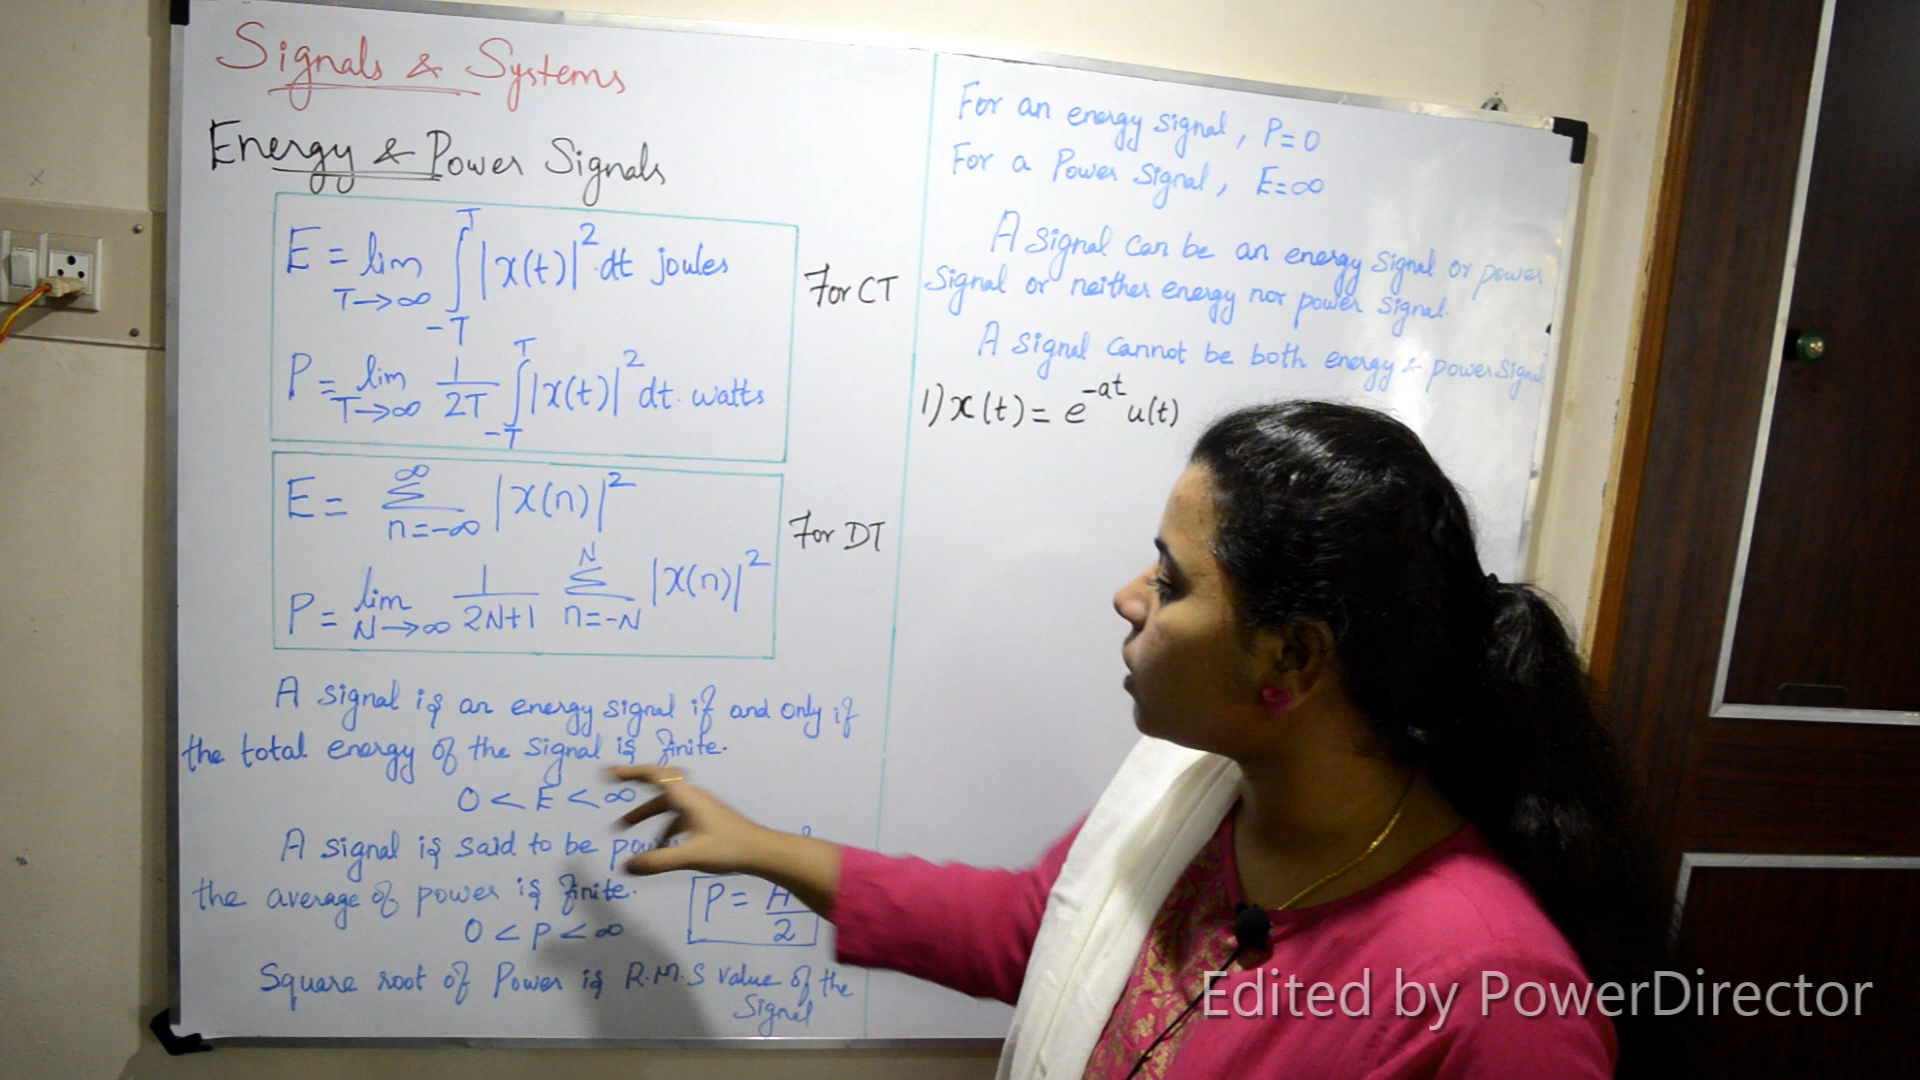 Signals & Systems
Energy & Power Signals
E = lim T→∞ ∫_{-T}^{T} |x(t)|² dt joules
P = lim T→∞ 1/2T ∫_{-T}^{T} |x(t)|² dt. watts
For CT
E = Σ_{n=-∞}^{∞} |x(n)|²
P = lim N→∞ 1/2N+1 Σ_{n=-N}^{N} |x(n)|²
For DT
A signal is an energy signal if and only if
the total energy of the signal is finite.
0 < E < ∞
A signal is said to be
the average of power is finite.
0 < P < ∞
P = /2
Square root of Power is R.M.S value of the
Signal
For an energy signal, P=0
For a Power Signal, E=∞
A signal can be an energy signal or power
signal or neither energy nor power signal.
A signal cannot be both energy & power signal
1) x(t) = e^{-at} u(t)
Edited by PowerDirector